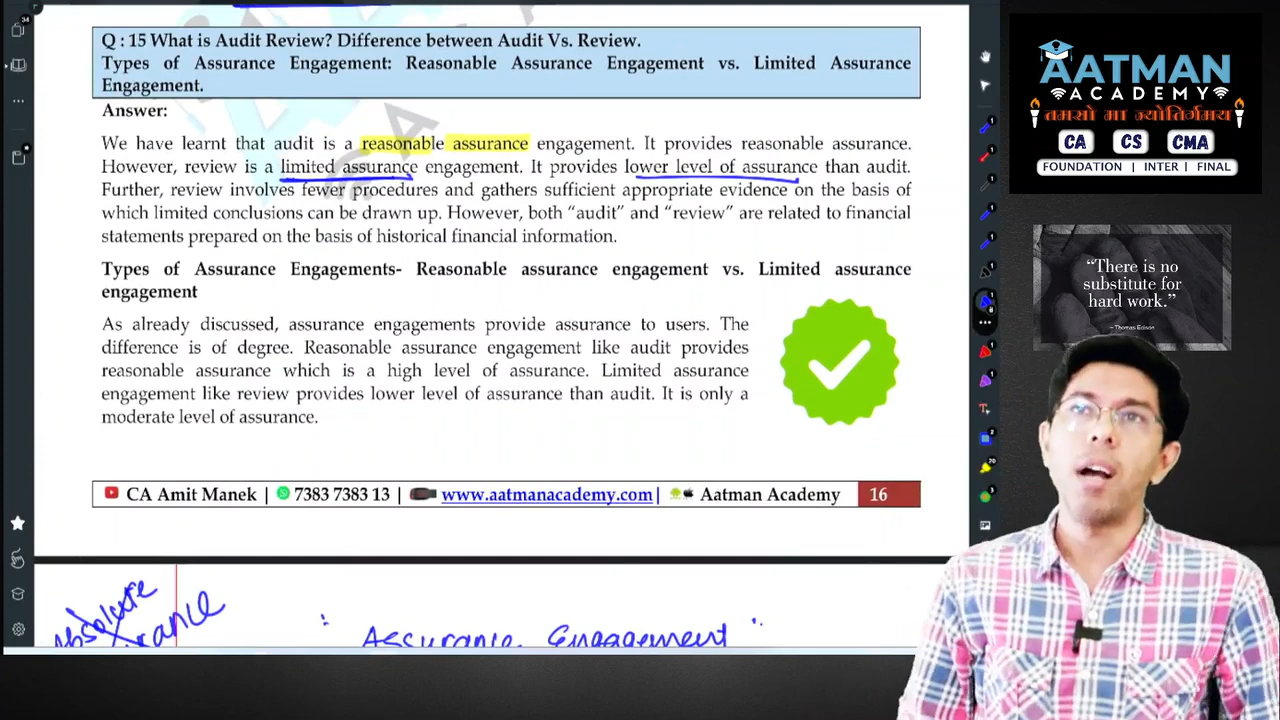 Q : 15 What is Audit Review? Difference between Audit Vs. Review.
Types of Assurance Engagement: Reasonable Assurance Engagement vs. Limited Assurance
Engagement.
Answer:
We have learnt that audit is a reasonable assurance engagement. It provides reasonable assurance.
However, review is a limited assurance engagement. It provides lower level of assurance than audit.
Further, review involves fewer procedures and gathers sufficient appropriate evidence on the basis of
which limited conclusions can be drawn up. However, both “audit” and “review” are related to financial
statements prepared on the basis of historical financial information.
Types of Assurance Engagements- Reasonable assurance engagement vs. Limited assurance
engagement
As already discussed, assurance engagements provide assurance to users. The
difference is of degree. Reasonable assurance engagement like audit provides
reasonable assurance which is a high level of assurance. Limited assurance
engagement like review provides lower level of assurance than audit. It is only a
moderate level of assurance.
CA Amit Manek | 7383 7383 13 | www.aatmanacademy.com | Aatman Academy 16
Absolute
Assurance Engagement
AATMAN
ACADEMY
तमसो मा ज्योतिर्गमय
CA CS CMA
FOUNDATION | INTER | FINAL
“There is no
substitute for
hard work.”
– Thomas Edison